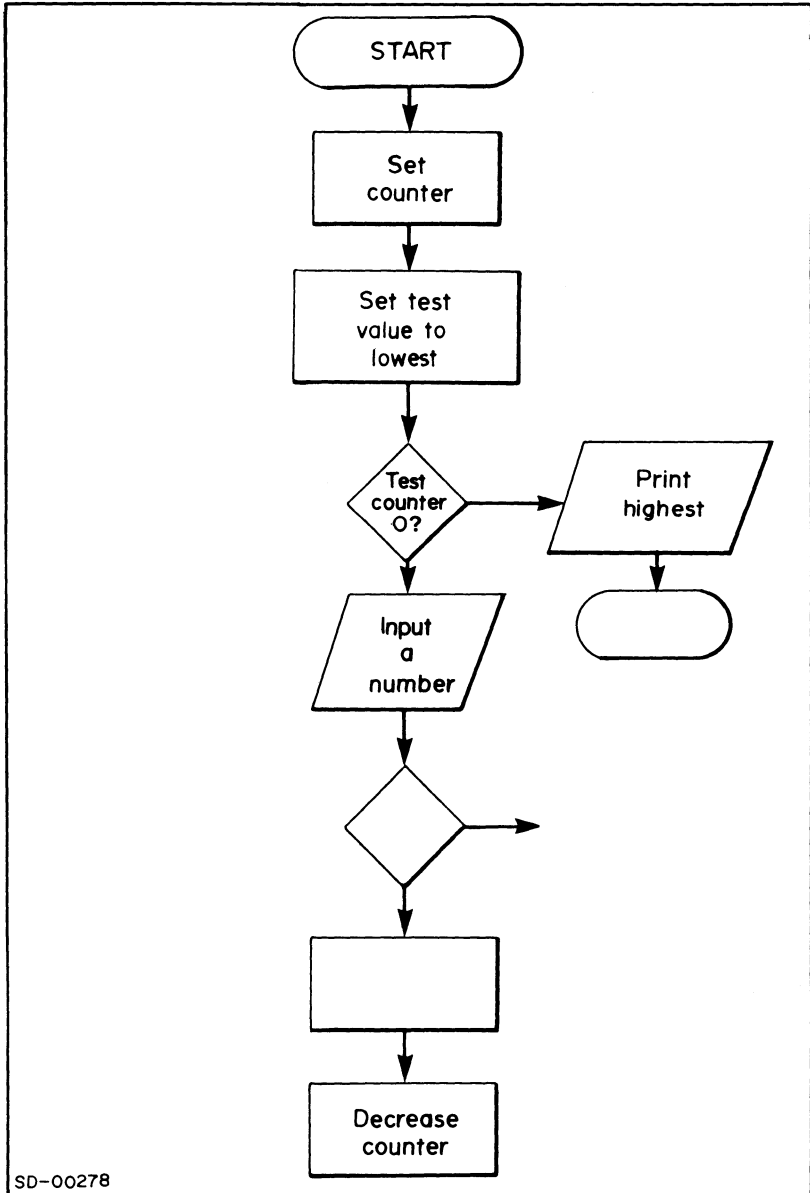 START
Set
counter
Set test
value to
lowest
Test
counter
0?
Print
highest
Input
a
number
Decrease
counter
SD-00278